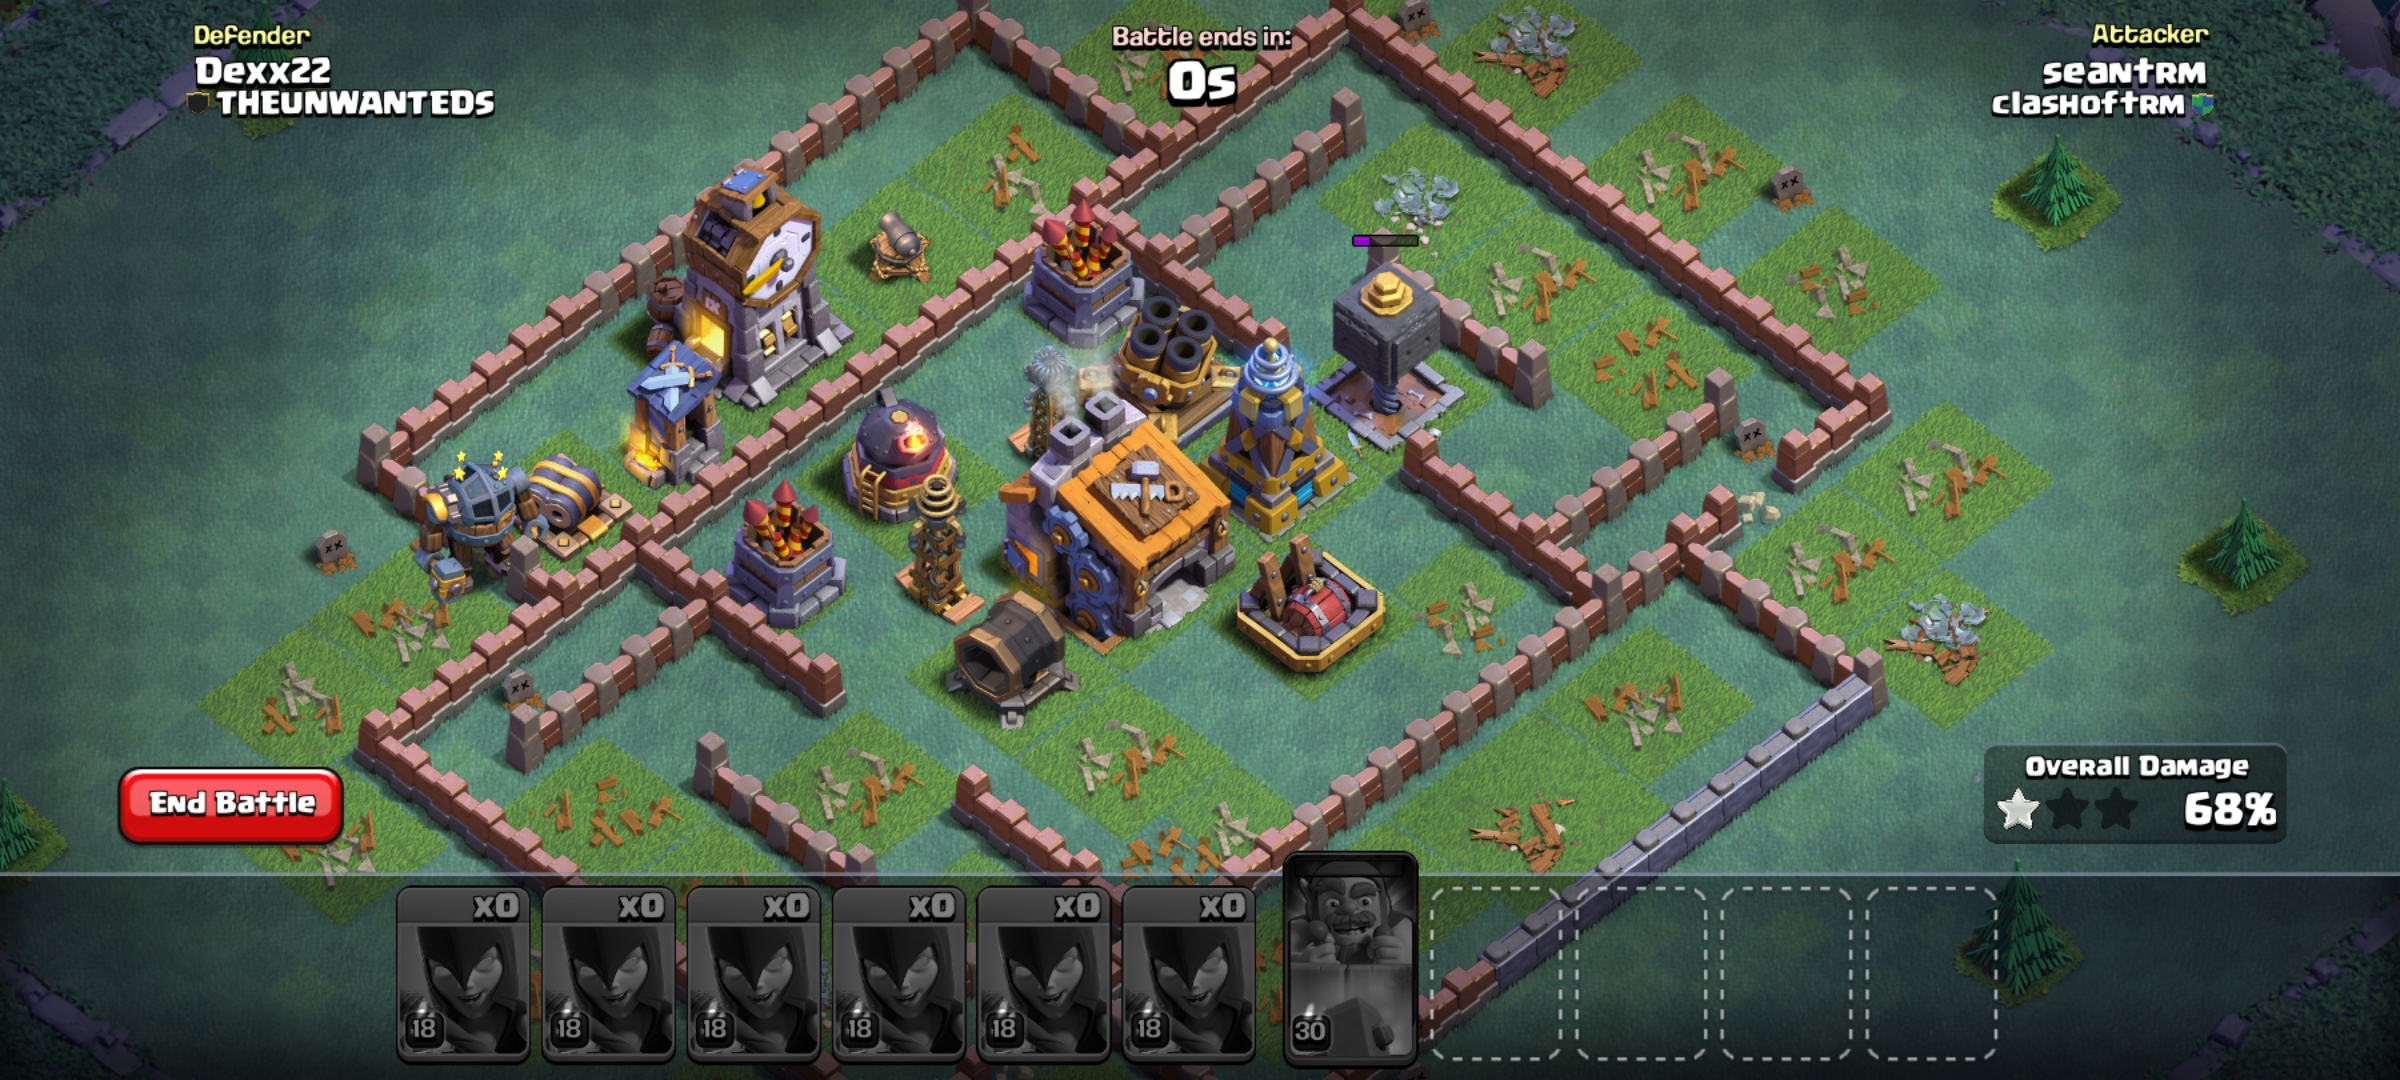 Defender
Dexx22
THEUNWANTEDS
Battle ends in:
0s
Attacker
seantRM
clashoftRM
End Battle
Overall Damage
68%
x0
x0
x0
x0
x0
x0
18
18
18
18
18
18
30